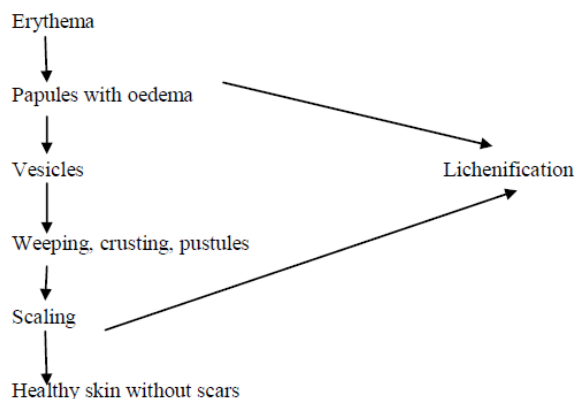 Erythema
Papules with oedema
Vesicles
Lichenification
Weeping, crusting, pustules
Scaling
Healthy skin without scars